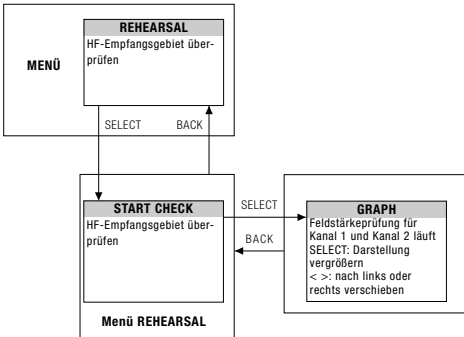 REHEARSAL
HF-Empfangsgebiet über-
prüfen
MENÜ
SELECT
BACK
START CHECK
HF-Empfangsgebiet über-
prüfen
Menü REHEARSAL
SELECT
BACK
GRAPH
Feldstärkeprüfung für
Kanal 1 und Kanal 2 läuft
SELECT: Darstellung
vergrößern
< >: nach links oder
rechts verschieben